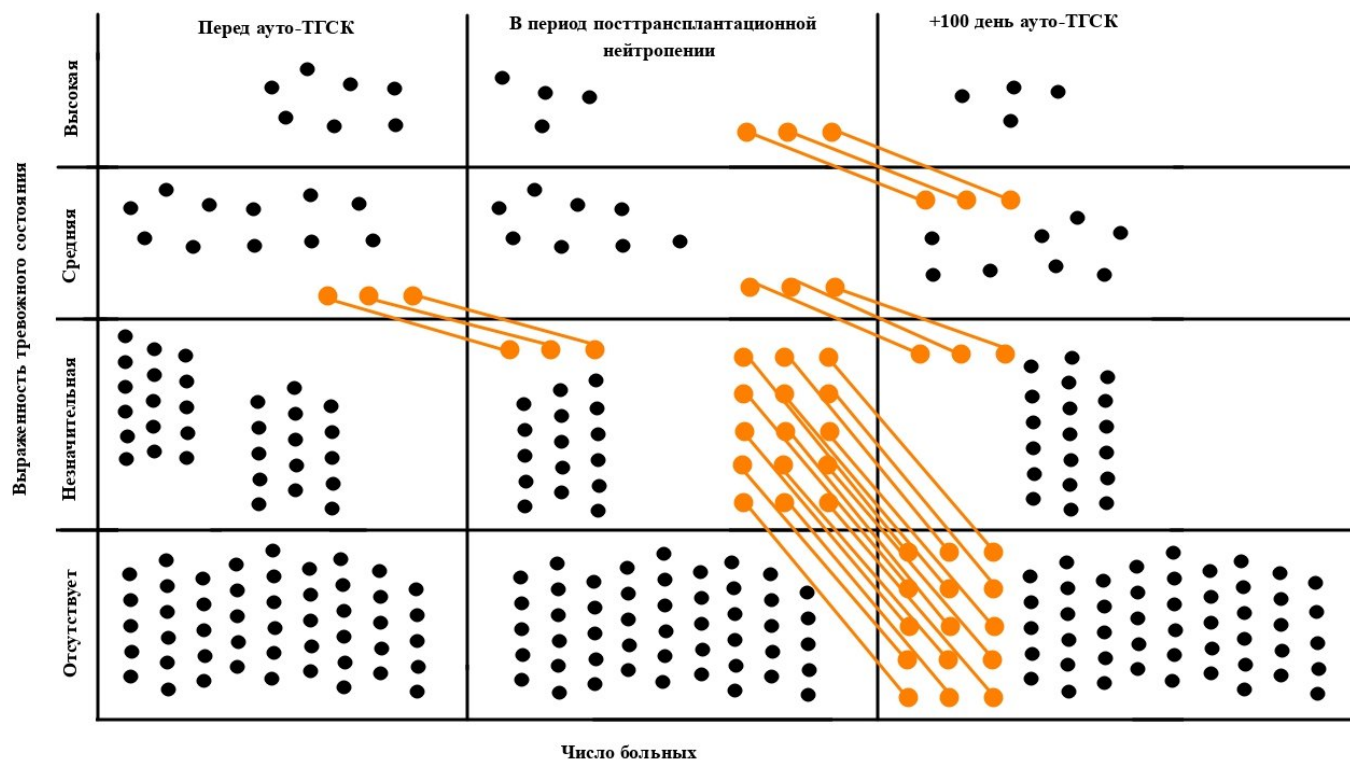 Перед ауто-ТГСК
В период посттрансплантационной
нейтропении
+100 день ауто-ТГСК
Выраженность тревожного состояния
Высокая
Средняя
Незначительная
Отсутствует
Число больных